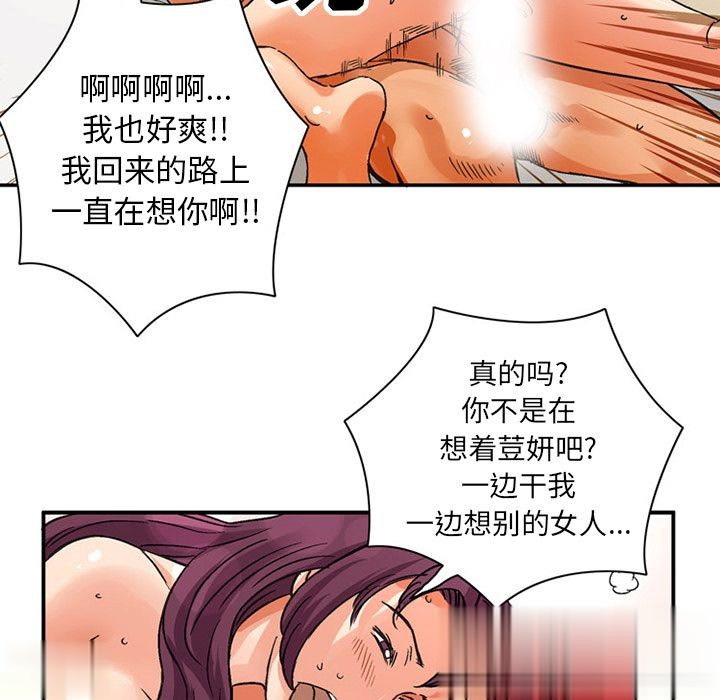 啊啊啊啊...
我也好爽!!
我回来的路上
一直在想你啊!!
真的吗?
你不是在
想着荳妍吧?
一边干我
一边想别的女人...